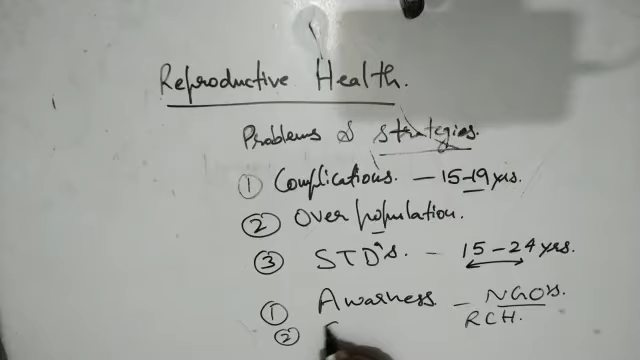 Reproductive Health.
Problems & Strategies.
① Complications. – 15-19 yrs.
② Over population.
③ STD's. – 15 – 24 yrs.
① Awarness – NGO's.
RCH.
②